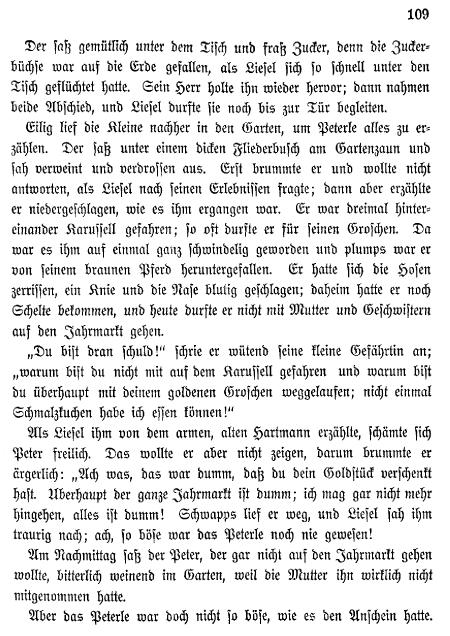 109
Der saß gemütlich unter dem Tisch und fraß Zucker, denn die Zucker-
büchse war auf die Erde gefallen, als Liesel sich so schnell unter den
Tisch geflüchtet hatte. Sein Herr holte ihn wieder hervor; dann nahmen
beide Abschied, und Liesel durfte sie noch bis zur Tür begleiten.
Eilig lief die Kleine nachher in den Garten, um Peterle alles zu er-
zählen. Der saß unter einem dicken Fliederbusch am Gartenzaun und
sah verweint und verdrossen aus. Erst brummte er und wollte nicht
antworten, als Liesel nach seinen Erlebnissen fragte; dann aber erzählte
er niedergeschlagen, wie es ihm ergangen war. Er war dreimal hinter-
einander Karussell gefahren; so oft durfte er für seinen Groschen. Da
war es ihm auf einmal ganz schwindelig geworden und plumps war er
von seinem braunen Pferd heruntergefallen. Er hatte sich die Hosen
zerrissen, ein Knie und die Nase blutig geschlagen; daheim hatte er noch
Schelte bekommen, und heute durfte er nicht mit Mutter und Geschwistern
auf den Jahrmarkt gehen.
„Du bist dran schuld!“ schrie er wütend seine kleine Gefährtin an;
„warum bist du nicht mit auf dem Karussell gefahren und warum bist
du überhaupt mit deinem goldenen Groschen weggelaufen; nicht einmal
Schmalzkuchen habe ich essen können!“
Als Liesel ihm von dem armen, alten Hartmann erzählte, schämte sich
Peter freilich. Das wollte er aber nicht zeigen, darum brummte er
ärgerlich: „Ach was, das war dumm, daß du dein Goldstück verschenkt
hast. Überhaupt der ganze Jahrmarkt ist dumm; ich mag gar nicht mehr
hingehen, alles ist dumm! Schwapps lief er weg, und Liesel sah ihm
traurig nach; ach, so böse war das Peterle noch nie gewesen!
Am Nachmittag saß der Peter, der gar nicht auf den Jahrmarkt gehen
wollte, bitterlich weinend im Garten, weil die Mutter ihn wirklich nicht
mitgenommen hatte.
Aber das Peterle war doch nicht so böse, wie es den Anschein hatte.